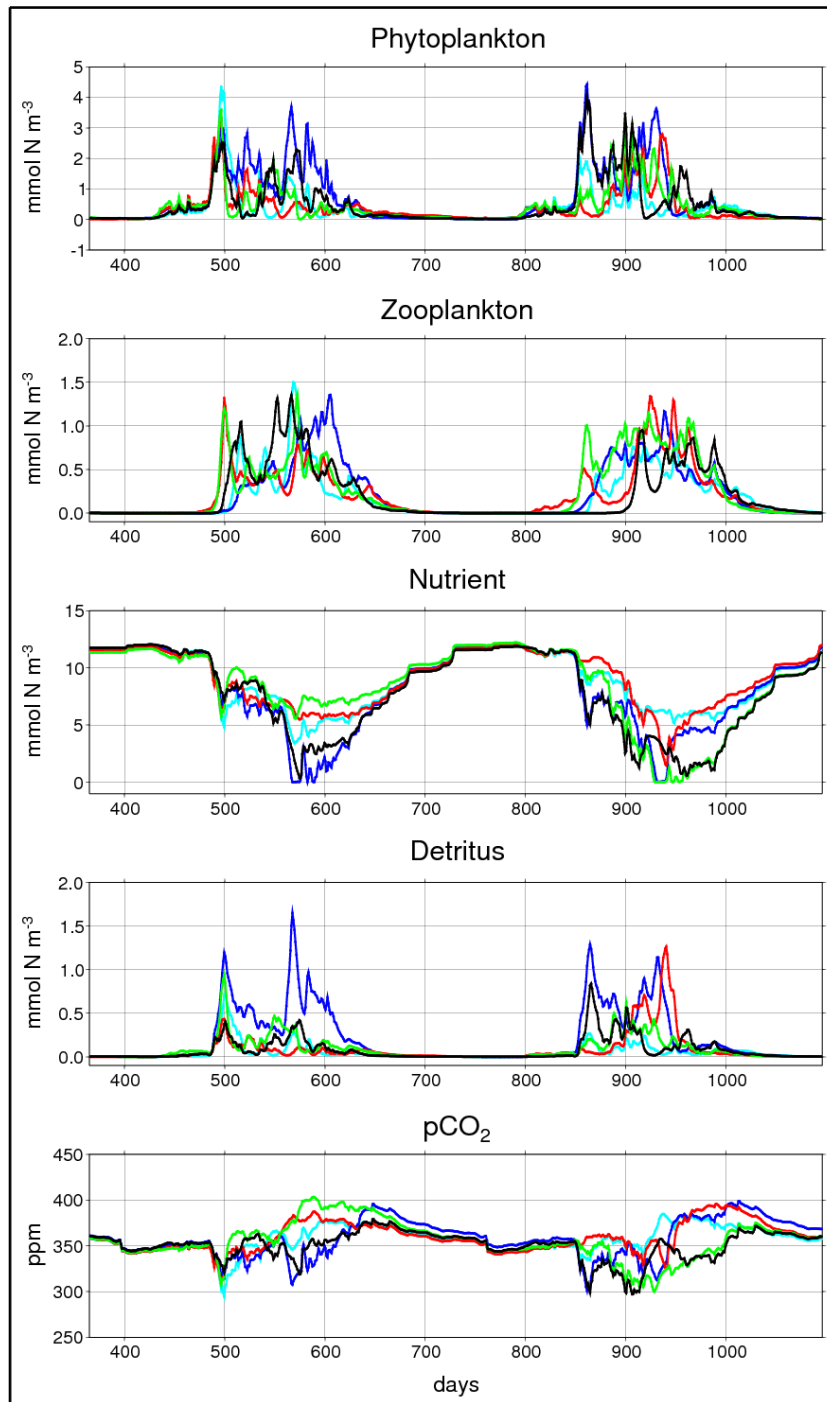 Phytoplankton
5
4
3
2
1
0
-1
mmol N m⁻³
400 500 600 700 800 900 1000
Zooplankton
2.0
1.5
1.0
0.5
0.0
mmol N m⁻³
400 500 600 700 800 900 1000
Nutrient
15
10
5
0
mmol N m⁻³
400 500 600 700 800 900 1000
Detritus
2.0
1.5
1.0
0.5
0.0
mmol N m⁻³
400 500 600 700 800 900 1000
pCO₂
450
400
350
300
250
ppm
400 500 600 700 800 900 1000
days